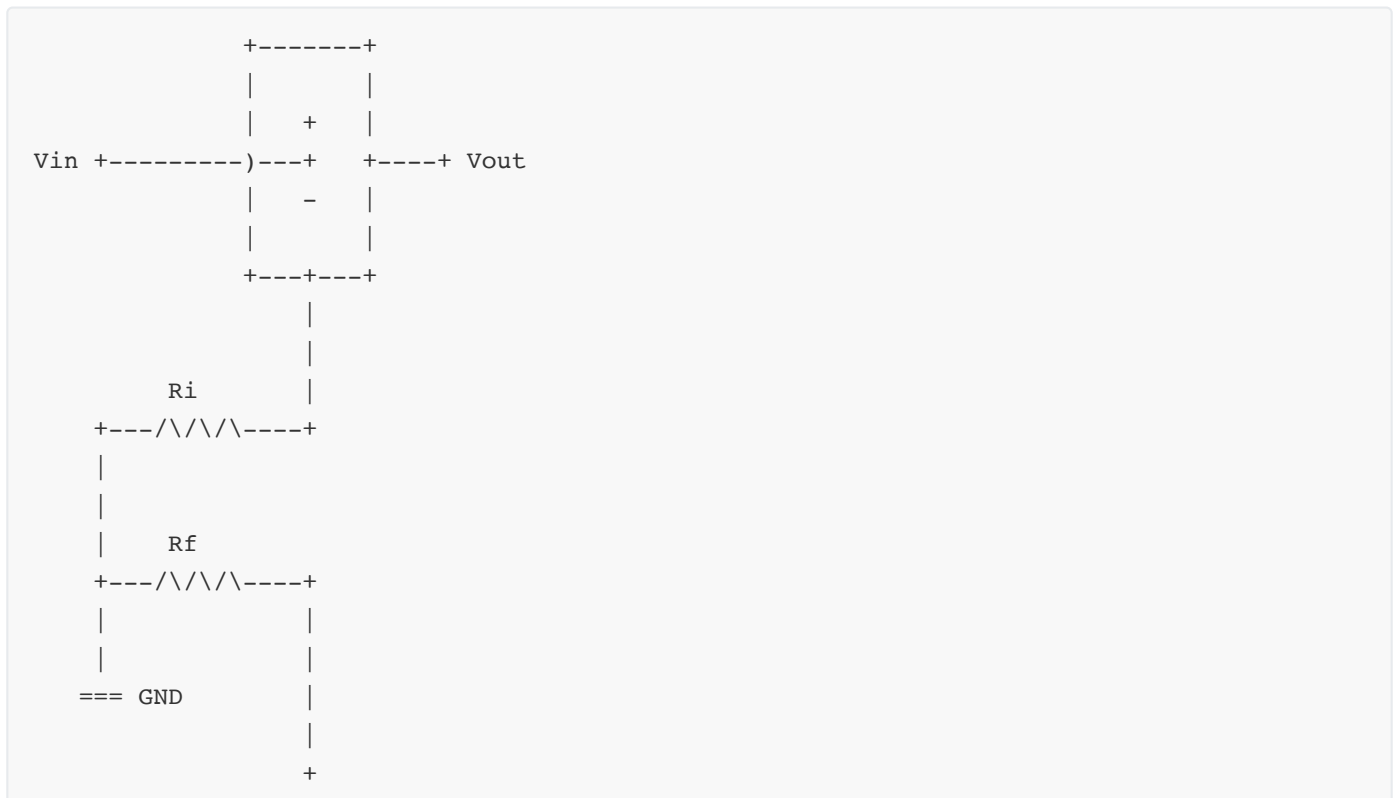 +-------+
              |       |
              |   +   |
Vin +---------)---+   +----+ Vout
              |   -   |
              |       |
              +---+---+
                  |
                  |
         Ri       |
    +---/\/\/\----+
    |
    |
    |    Rf
    +---/\/\/\----+
    |             |
    |             |
   === GND        |
                  |
                  +